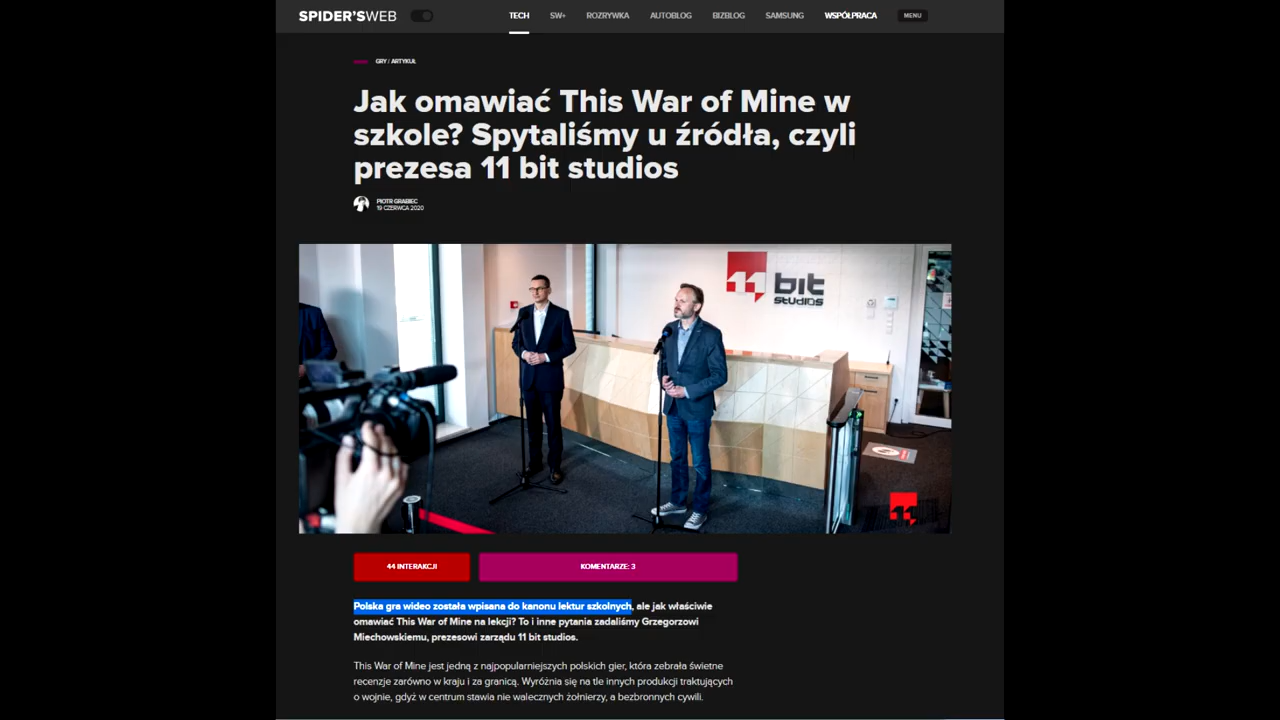 SPIDER'SWEB
TECH SW+ ROZRYWKA AUTOBLOG BIZBLOG SAMSUNG WSPÓŁPRACA MENU
GRY / ARTYKUŁ
Jak omawiać This War of Mine w
szkole? Spytaliśmy u źródła, czyli
prezesa 11 bit studios
PIOTR GRABIEC
19 CZERWCA 2020
11 bit
studios
11
44 INTERAKCJI
KOMENTARZE: 3
Polska gra wideo została wpisana do kanonu lektur szkolnych, ale jak właściwie
omawiać This War of Mine na lekcji? To i inne pytania zadaliśmy Grzegorzowi
Miechowskiemu, prezesowi zarządu 11 bit studios.
This War of Mine jest jedną z najpopularniejszych polskich gier, która zebrała świetne
recenzje zarówno w kraju i za granicą. Wyróżnia się na tle innych produkcji traktujących
o wojnie, gdyż w centrum stawia nie walecznych żołnierzy, a bezbronnych cywili.